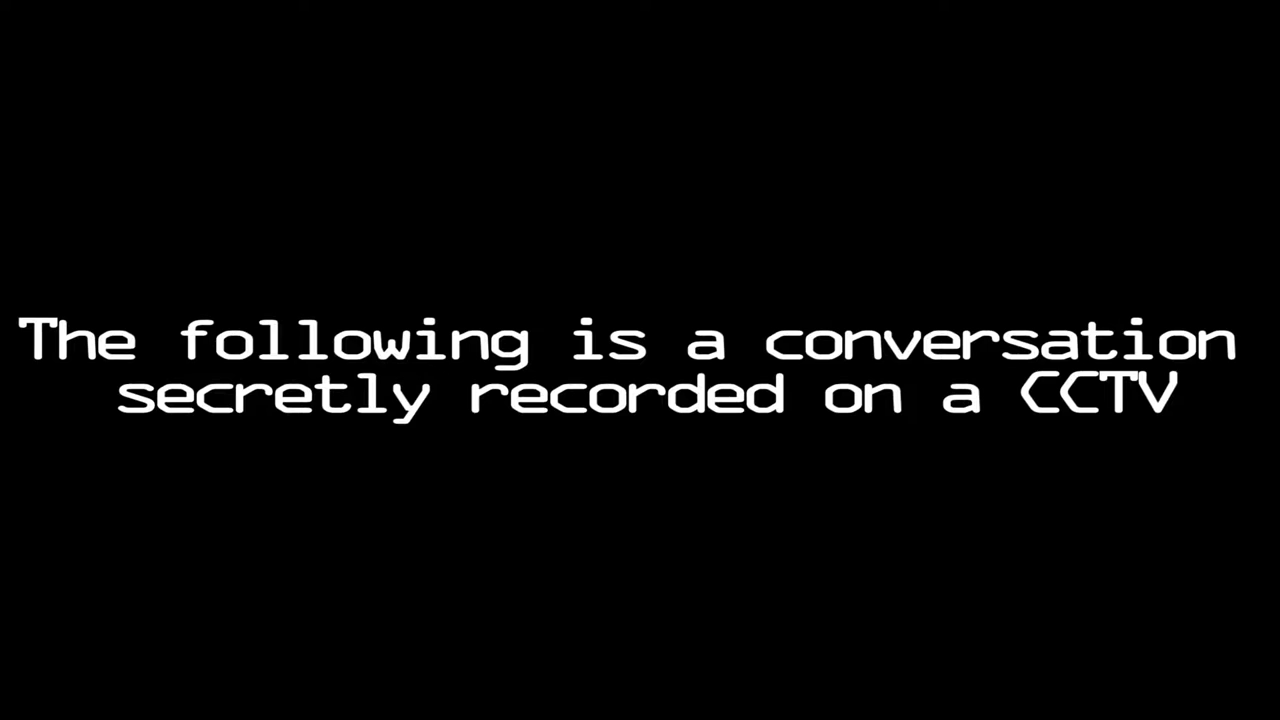 The following is a conversation
secretly recorded on a CCTV